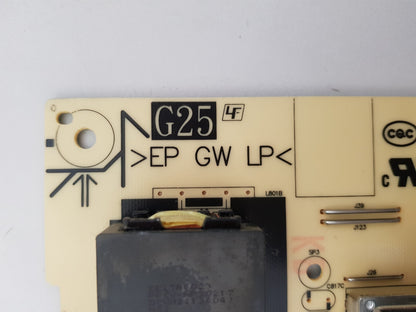 G25 LF
CQC
>EP GW LP<
L801B
J39
J123
SP3
C817C
J26